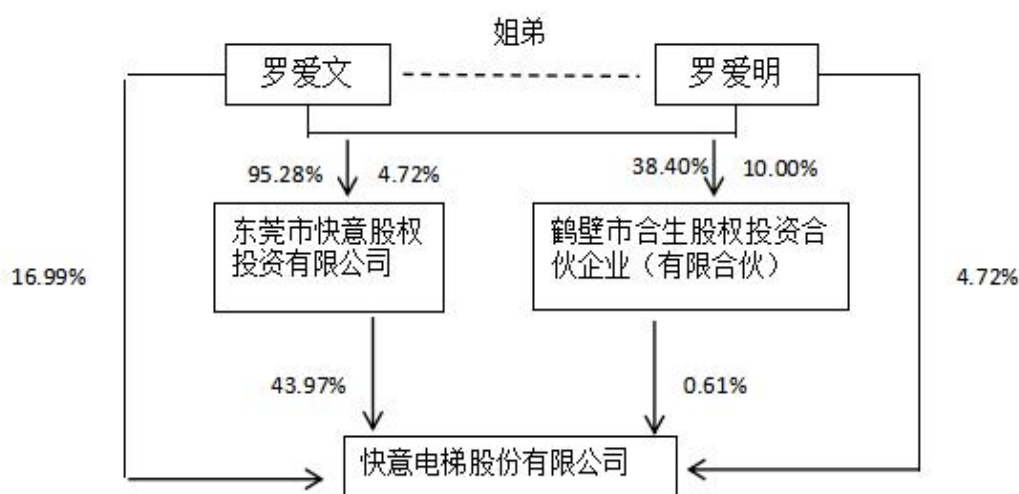 姐弟
罗爱文
罗爱明
95.28%
4.72%
38.40%
10.00%
东莞市快意股权
投资有限公司
鹤壁市合生股权投资合
伙企业（有限合伙）
16.99%
4.72%
43.97%
0.61%
快意电梯股份有限公司